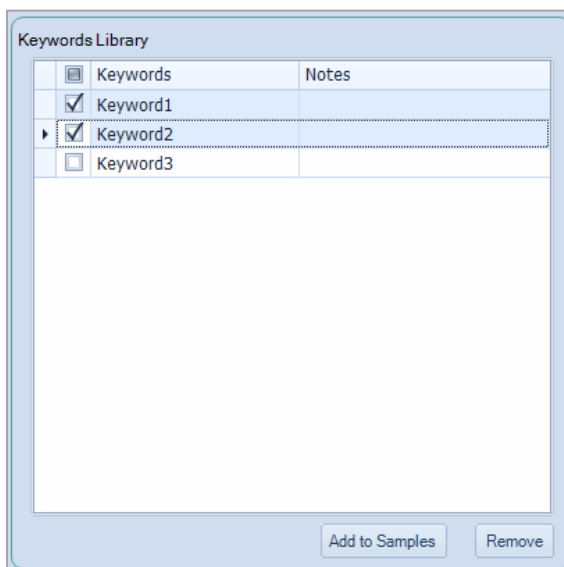 Keywords Library
Keywords Notes
Keyword1
Keyword2
Keyword3
Add to Samples Remove